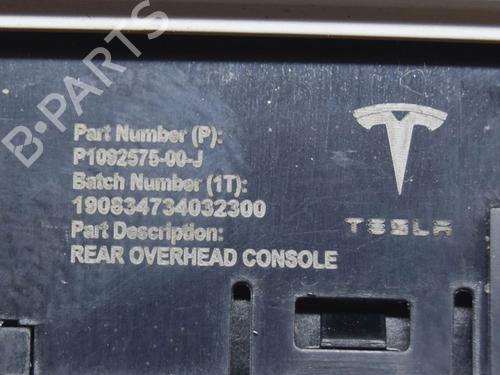 B-PARTS
Part Number (P):
P1092575-00-J
Batch Number (1T):
190834734032300
Part Description:
REAR OVERHEAD CONSOLE
TESLA